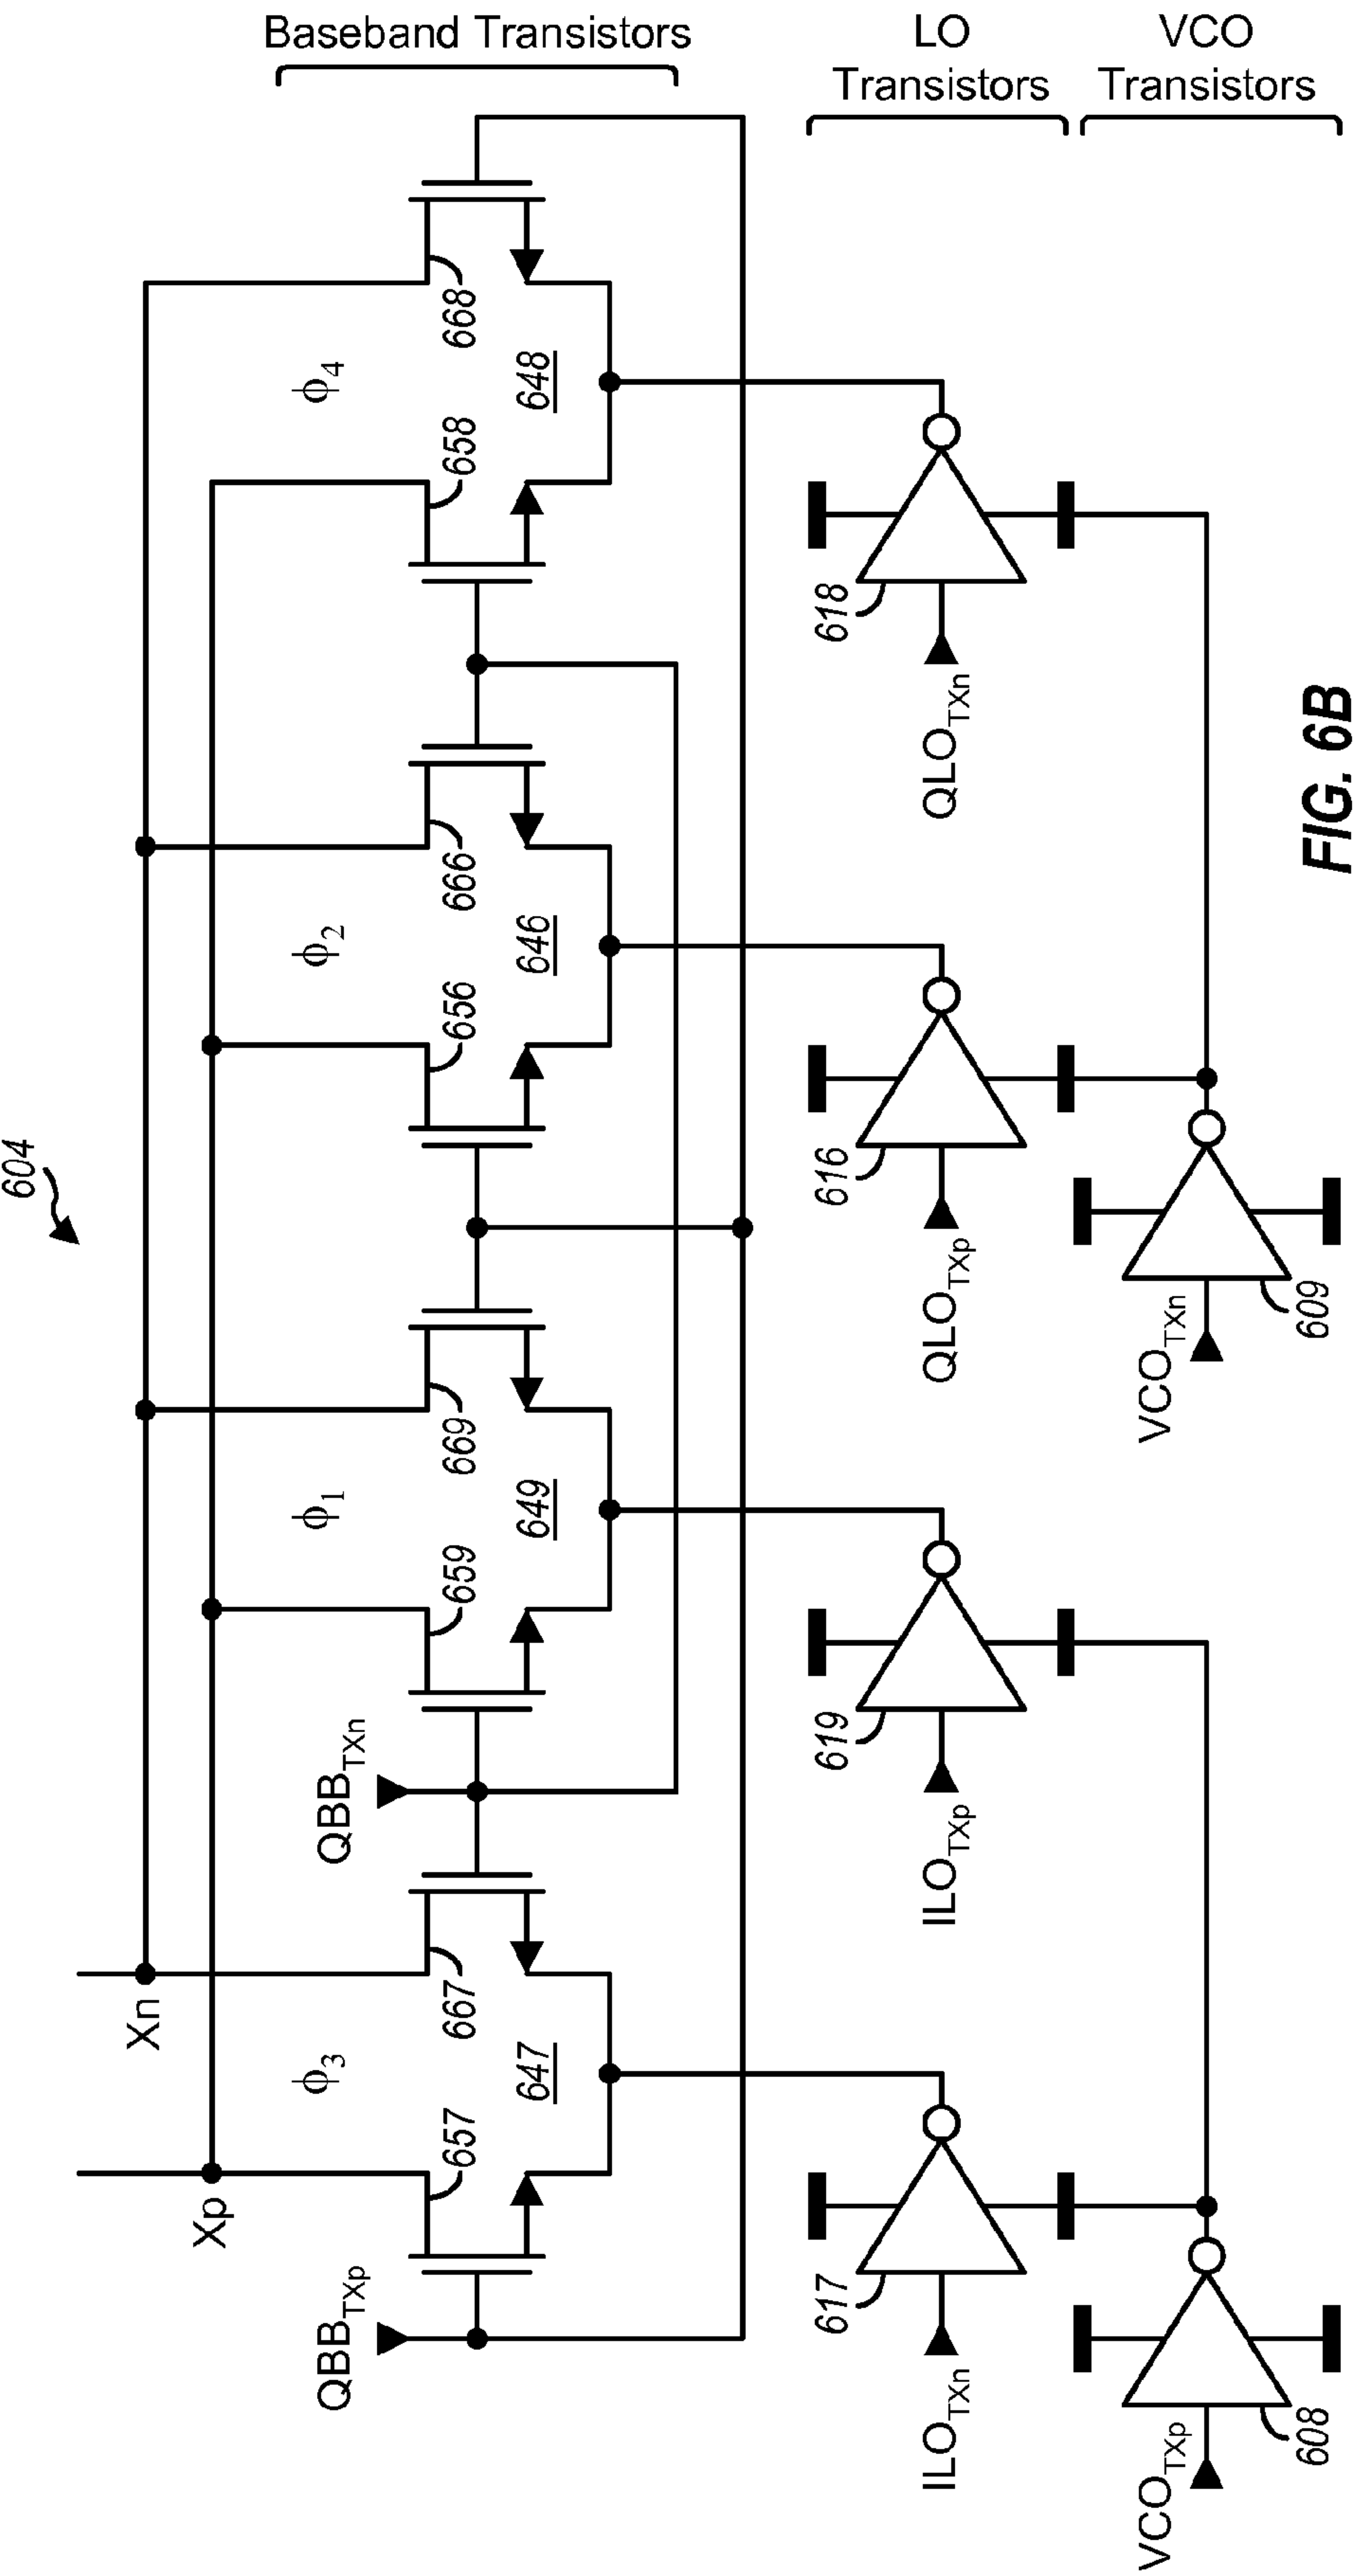 604
Xp
Xn
Baseband Transistors
ϕ3
ϕ1
ϕ2
ϕ4
QBBTXp
QBBTXn
657
667
659
669
656
666
658
668
647
649
646
648
LO
Transistors
617
619
616
618
ILOTXn
ILOTXp
QLOTXp
QLOTXn
VCO
Transistors
VCOTXp
VCOTXn
608
609
FIG. 6B